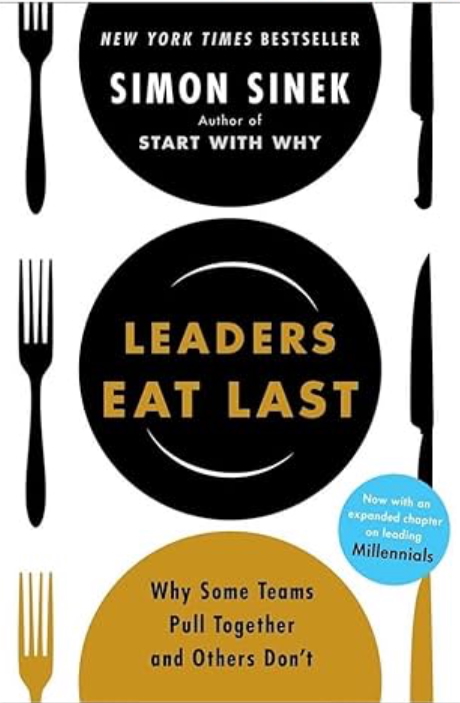 NEW YORK TIMES BESTSELLER
SIMON SINEK
Author of
START WITH WHY
LEADERS
EAT LAST
Now with an
expanded chapter
on leading
Millennials
Why Some Teams
Pull Together
and Others Don't